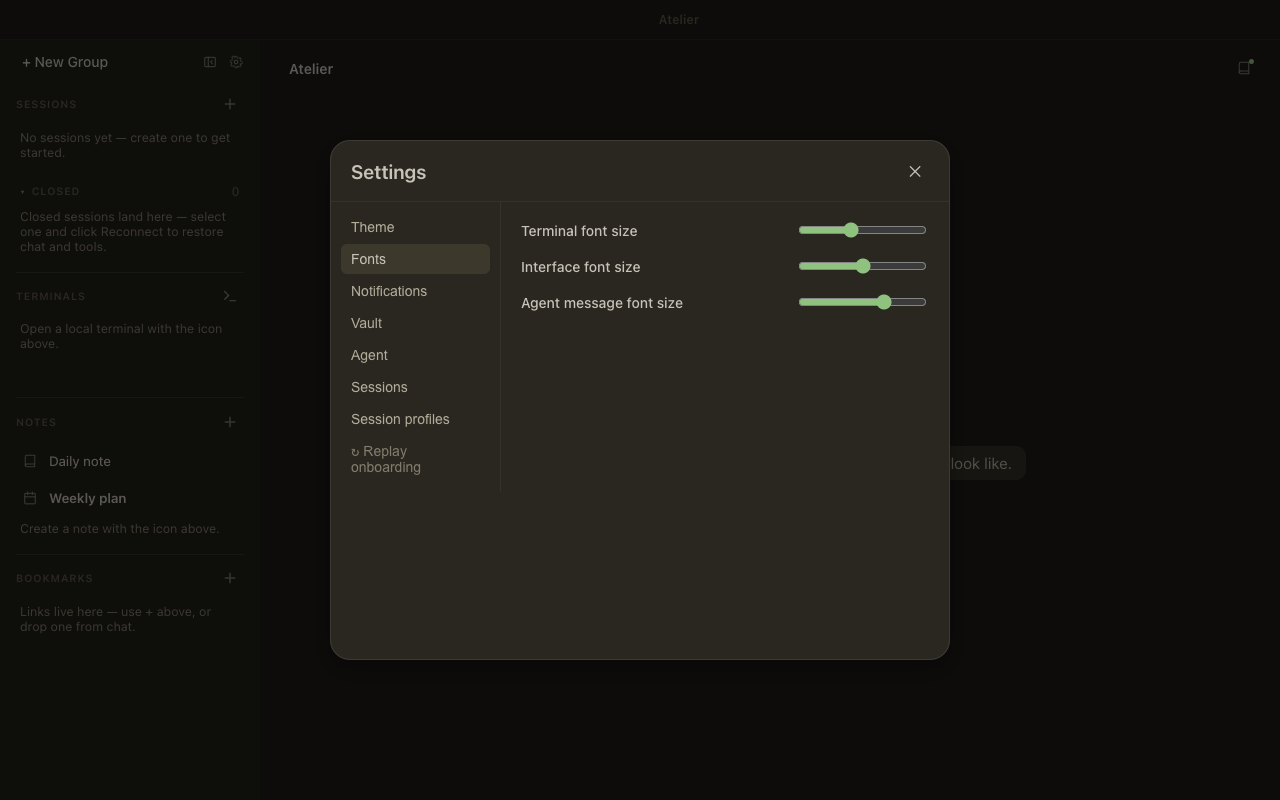 Atelier
+ New Group
SESSIONS
No sessions yet — create one to get
started.
• CLOSED
0
Closed sessions land here — select
one and click Reconnect to restore
chat and tools.
TERMINALS
Open a local terminal with the icon
above.
NOTES
Daily note
Weekly plan
Create a note with the icon above.
BOOKMARKS
Links live here — use + above, or
drop one from chat.
Atelier
look like.
Settings
Theme
Fonts
Notifications
Vault
Agent
Sessions
Session profiles
↻ Replay
onboarding
Terminal font size
Interface font size
Agent message font size